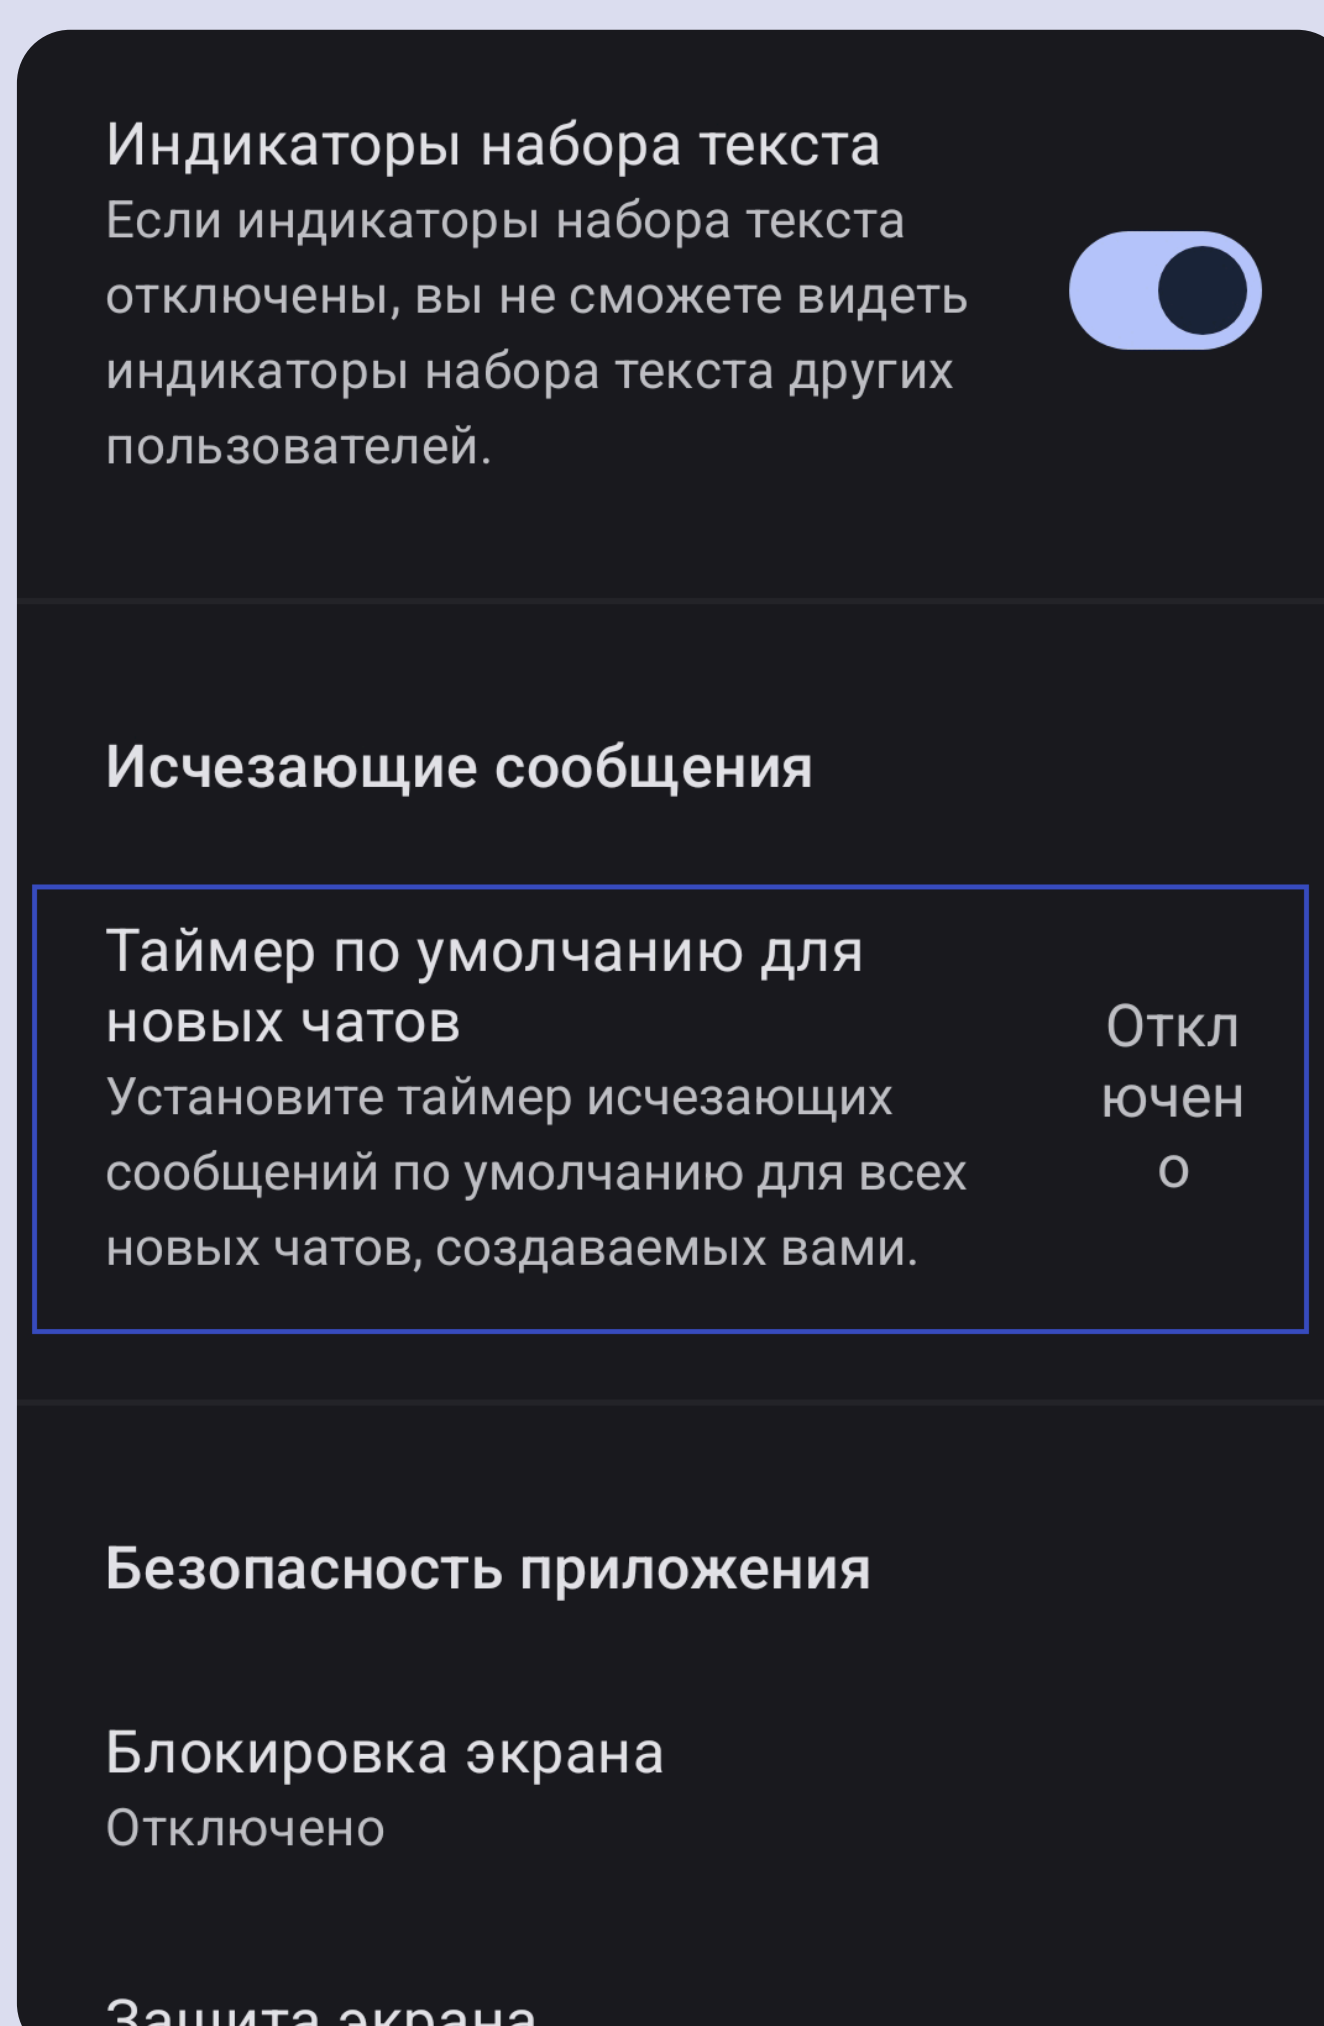 Индикаторы набора текста
Если индикаторы набора текста
отключены, вы не сможете видеть
индикаторы набора текста других
пользователей.
Исчезающие сообщения
Таймер по умолчанию для
новых чатов
Установите таймер исчезающих
сообщений по умолчанию для всех
новых чатов, создаваемых вами.
Откл
ючен
о
Безопасность приложения
Блокировка экрана
Отключено
Защита экрана